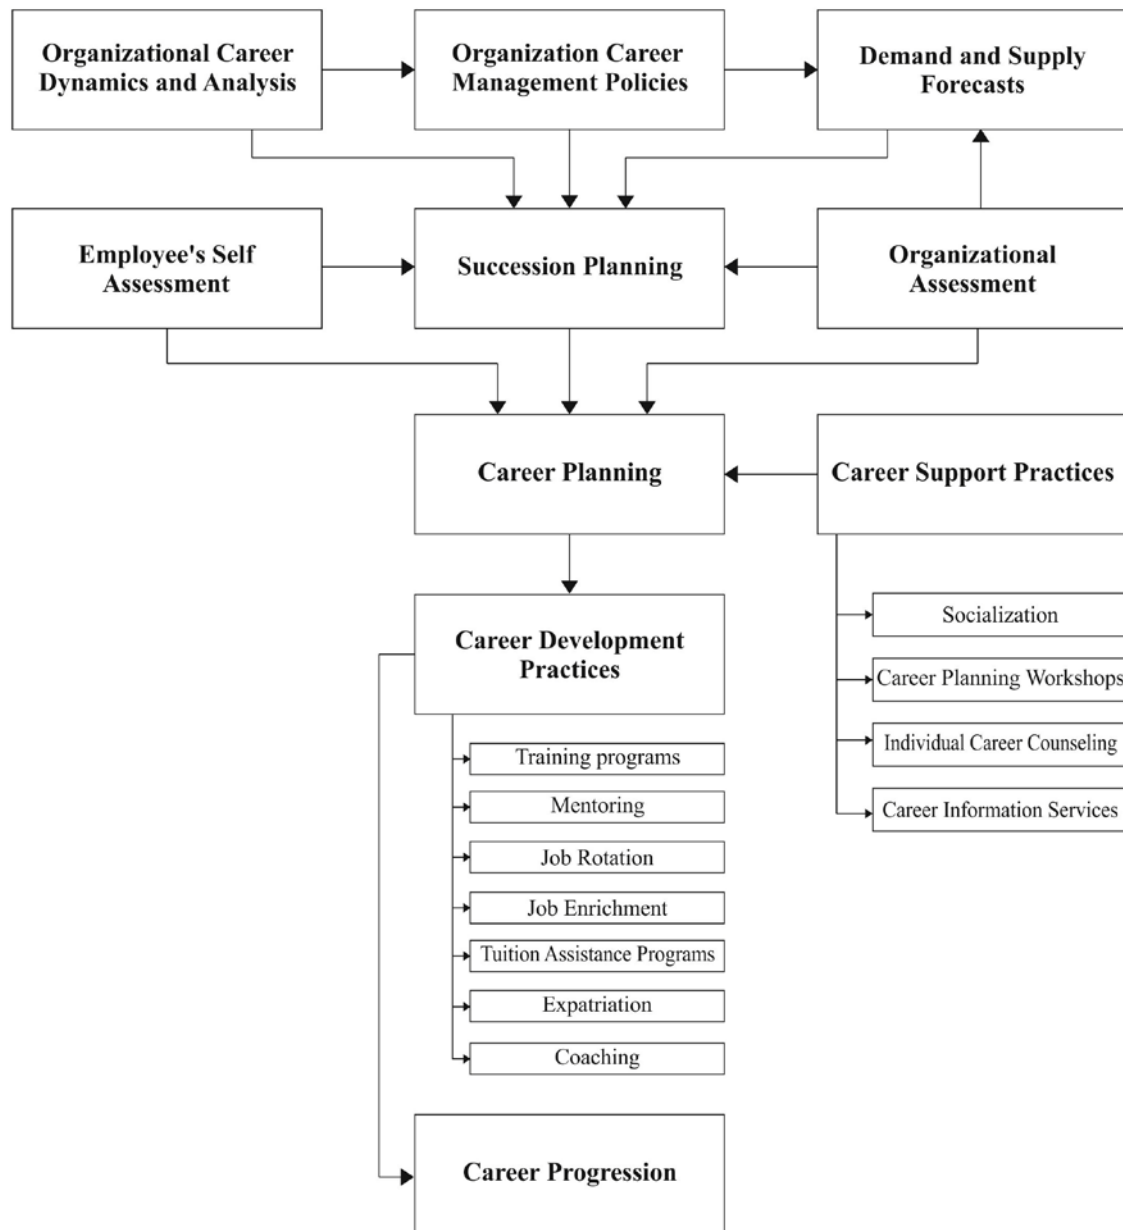 Organizational Career
Dynamics and Analysis
Organization Career
Management Policies
Demand and Supply
Forecasts
Employee's Self
Assessment
Succession Planning
Organizational
Assessment
Career Planning
Career Support Practices
Socialization
Career Planning Workshops
Individual Career Counseling
Career Information Services
Career Development
Practices
Training programs
Mentoring
Job Rotation
Job Enrichment
Tuition Assistance Programs
Expatriation
Coaching
Career Progression